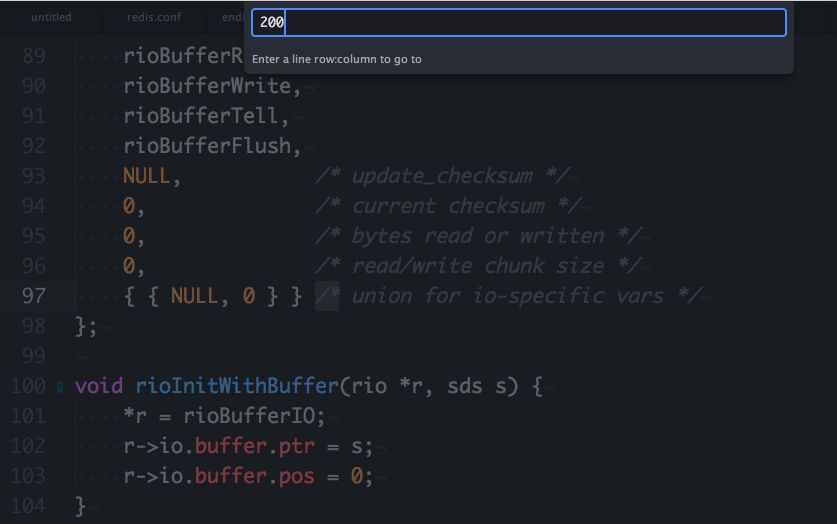 untitled redis.conf
200
Enter a line row:column to go to
89 rioBufferR
90 rioBufferWrite,
91 rioBufferTell,
92 rioBufferFlush,
93 NULL, /* update_checksum */
94 0, /* current checksum */
95 0, /* bytes read or written */
96 0, /* read/write chunk size */
97 { { NULL, 0 } } /* union for io-specific vars */
98 };
99
100 void rioInitWithBuffer(rio *r, sds s) {
101 *r = rioBufferIO;
102 r->io.buffer.ptr = s;
103 r->io.buffer.pos = 0;
104 }